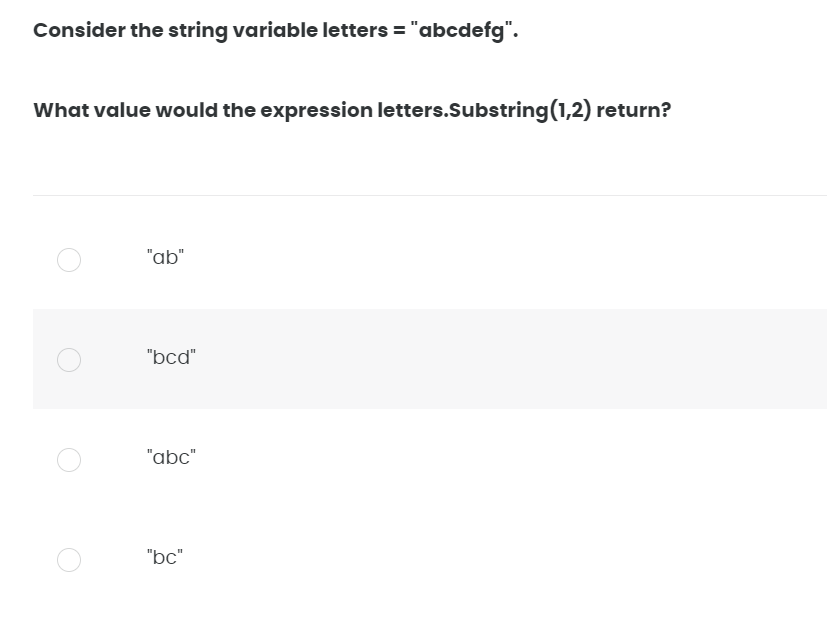 Consider the string variable letters = "abcdefg".
What value would the expression letters.Substring(1,2) return?
"ab"
"bcd"
"abc"
"bc"